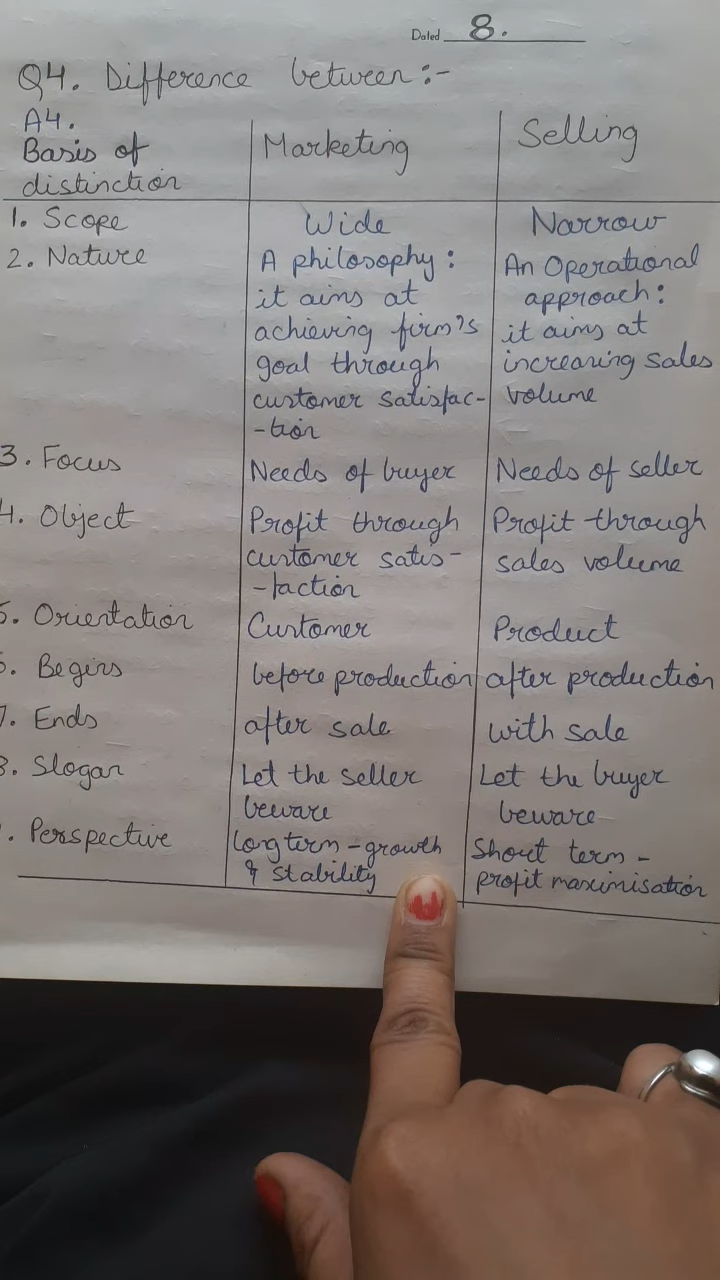 Dated 8.
Q4. Difference between :-
A4.
Basis of distinction | Marketing | Selling
1. Scope | Wide | Narrow
2. Nature | A philosophy : | An Operational
it aims at | approach :
achieving firm's | it aims at
goal through | increasing sales
customer satisfac- | volume
-tion
3. Focus | Needs of buyer | Needs of seller
4. Object | Profit through | Profit through
customer satis- | sales volume
-faction
5. Orientation | Customer | Product
6. Begins | before production | after production
7. Ends | after sale | with sale
8. Slogan | Let the seller | Let the buyer
beware | beware
. Perspective | Long term - growth | Short term -
& stability | profit maximisation